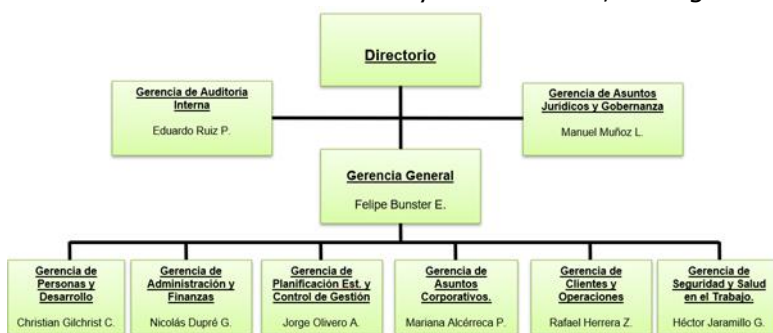 Directorio
Gerencia de Auditoria
Interna
Eduardo Ruiz P.
Gerencia de Asuntos
Jurídicos y Gobernanza
Manuel Muñoz L.
Gerencia General
Felipe Bunster E.
Gerencia de
Personas y
Desarrollo
Christian Gilchrist C.
Gerencia de
Administración y
Finanzas
Nicolás Dupré G.
Gerencia de
Planificación Est. y
Control de Gestión
Jorge Olivero A.
Gerencia de
Asuntos
Corporativos.
Mariana Alcérreca P.
Gerencia de
Clientes y
Operaciones
Rafael Herrera Z.
Gerencia de
Seguridad y Salud
en el Trabajo.
Héctor Jaramillo G.